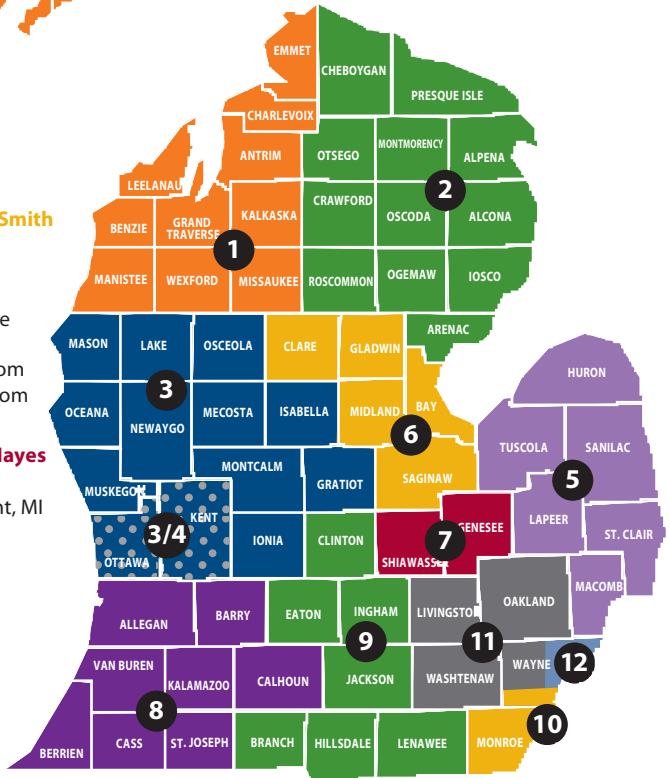 EMMET
CHEBOYGAN
PRESQUE ISLE
CHARLEVOIX
ANTRIM
OTSEGO
MONTMORENCY
ALPENA
LEELANAU
Smith
BENZIE
GRAND
TRAVERSE
KALKASKA
CRAWFORD
OSCODA
2
ALCONA
1
MANISTEE
WEXFORD
MISSAUKEE
ROSCOMMON
OGEMAW
IOSCO
e
MASON
LAKE
OSCEOLA
CLARE
GLADWIN
ARENAC
om
om
HURON
3
OCEANA
NEWAYGO
MECOSTA
ISABELLA
MIDLAND
BAY
6
TUSCOLA
SANILAC
Hayes
MUSKEGON
MONTCALM
GRATIOT
SAGINAW
5
nt, MI
KENT
3/4
OTTAWA
IONIA
CLINTON
SHIAWASSE
7
GENESEE
LAPEER
ST. CLAIR
MACOMB
ALLEGAN
BARRY
EATON
INGHAM
9
LIVINGSTO
OAKLAND
11
VAN BUREN
KALAMAZOO
CALHOUN
JACKSON
WASHTENAW
WAYNE
12
8
BERRIEN
CASS
ST. JOSEPH
BRANCH
HILLSDALE
LENAWEE
MONROE
10